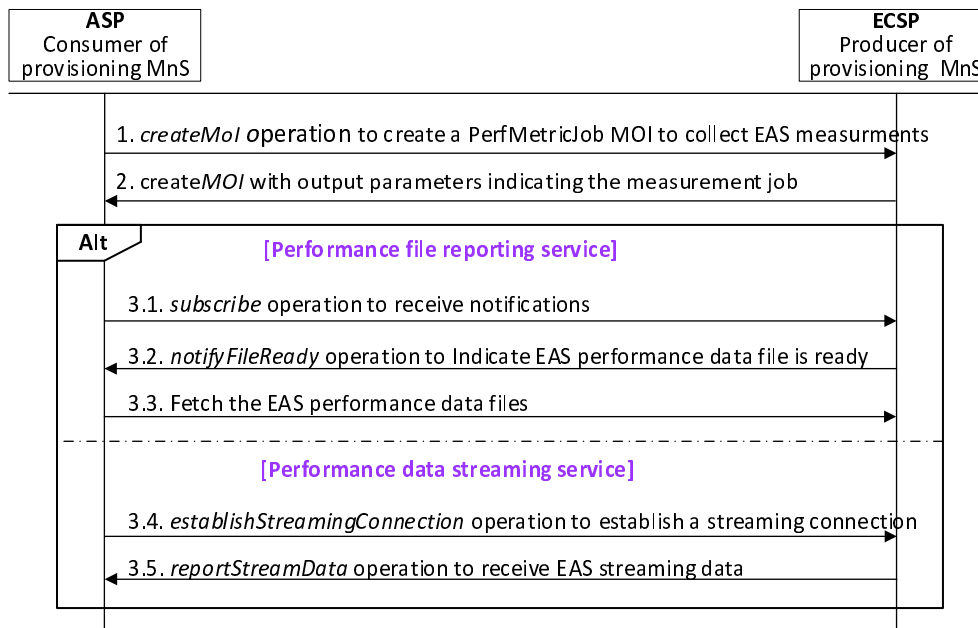 ASP
Consumer of
provisioning MnS
ECSP
Producer of
provisioning MnS
1. createMoI operation to create a PerfMetricJob MOI to collect EAS measurments
2. createMOI with output parameters indicating the measurement job
Alt
[Performance file reporting service]
3.1. subscribe operation to receive notifications
3.2. notifyFileReady operation to Indicate EAS performance data file is ready
3.3. Fetch the EAS performance data files
[Performance data streaming service]
3.4. establishStreamingConnection operation to establish a streaming connection
3.5. reportStreamData operation to receive EAS streaming data